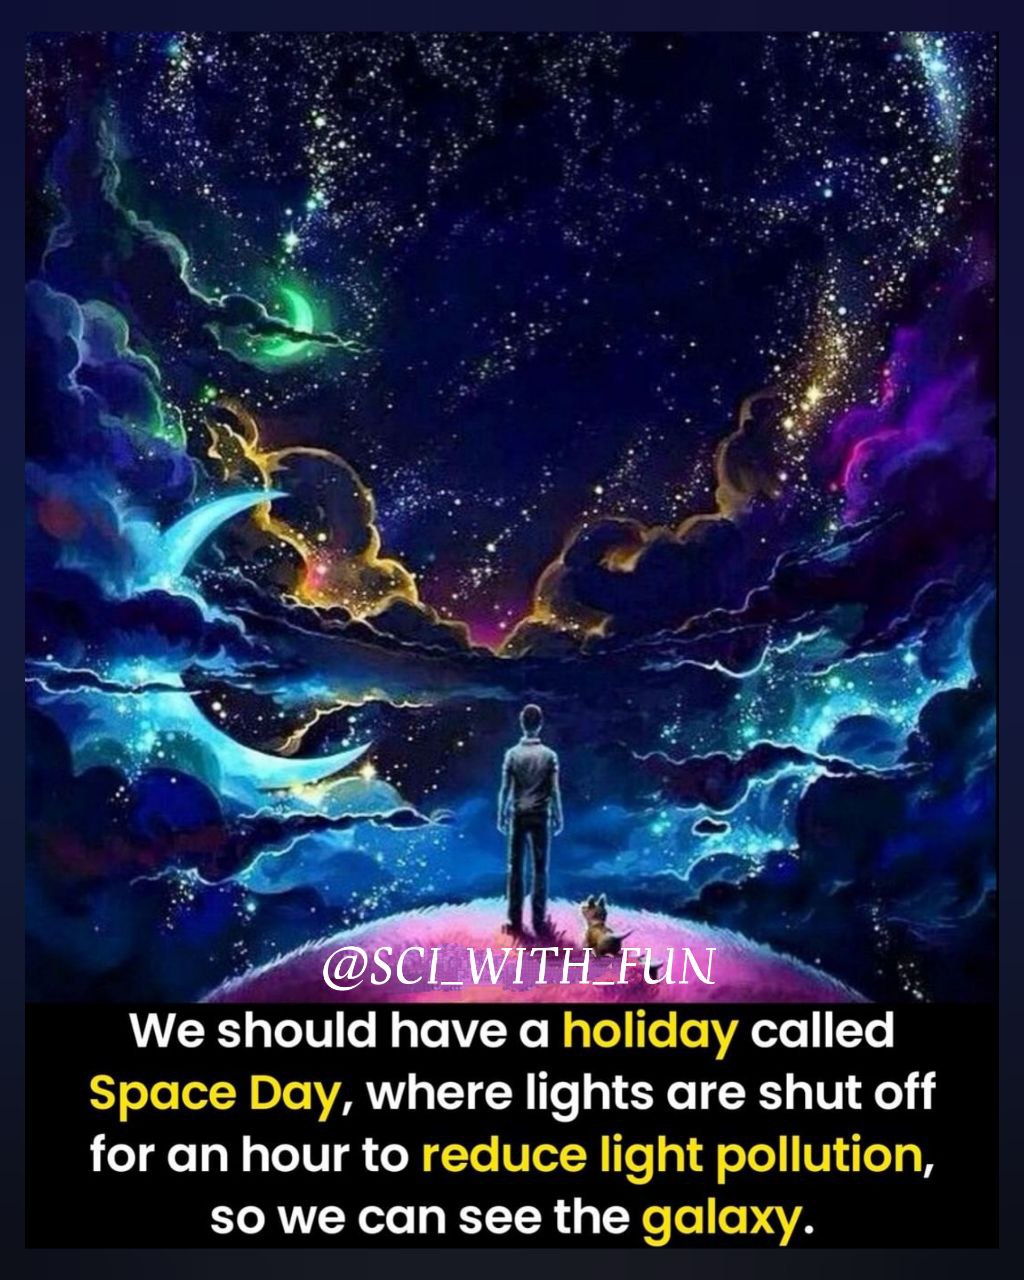 @SCI_WITH_FUN
We should have a holiday called
Space Day, where lights are shut off
for an hour to reduce light pollution,
so we can see the galaxy.